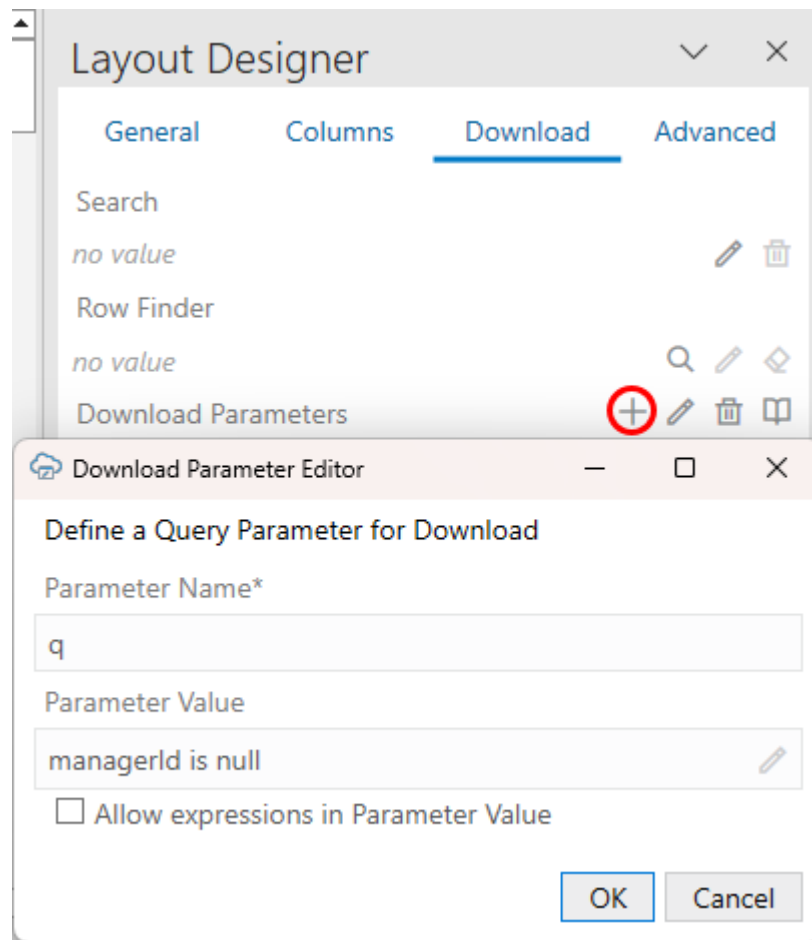 Layout Designer
General Columns Download Advanced
Search
no value
Row Finder
no value
Download Parameters
Download Parameter Editor
Define a Query Parameter for Download
Parameter Name*
q
Parameter Value
managerId is null
Allow expressions in Parameter Value
OK Cancel